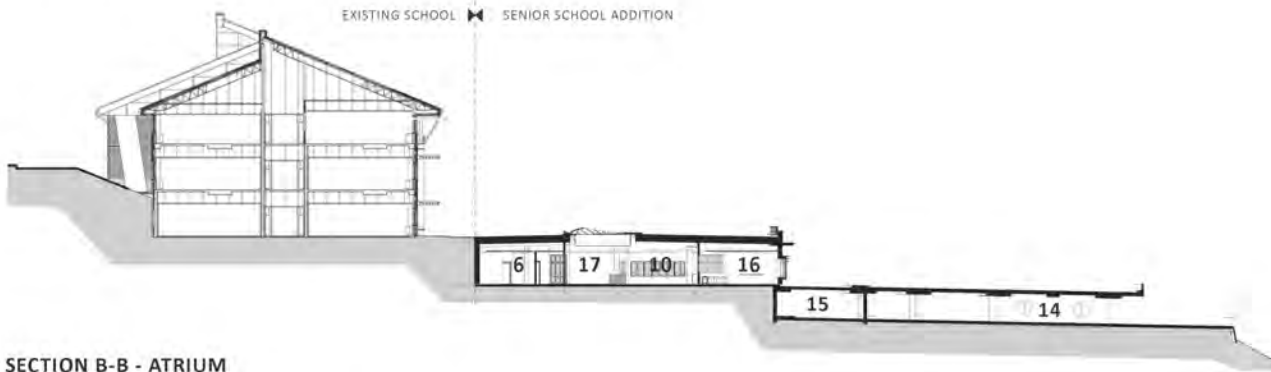 EXISTING SCHOOL SENIOR SCHOOL ADDITION
6 17 10 16
15 14
SECTION B-B - ATRIUM